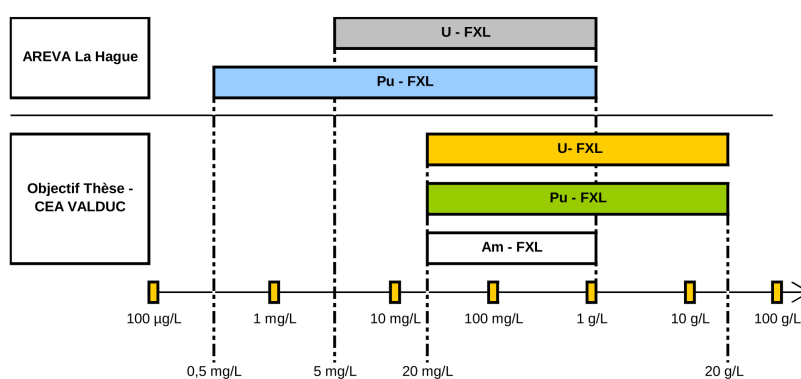 AREVA La Hague
U - FXL
Pu - FXL
Objectif Thèse -
CEA VALDUC
U- FXL
Pu - FXL
Am - FXL
100 µg/L
1 mg/L
10 mg/L
100 mg/L
1 g/L
10 g/L
100 g/L
0,5 mg/L
5 mg/L
20 mg/L
20 g/L